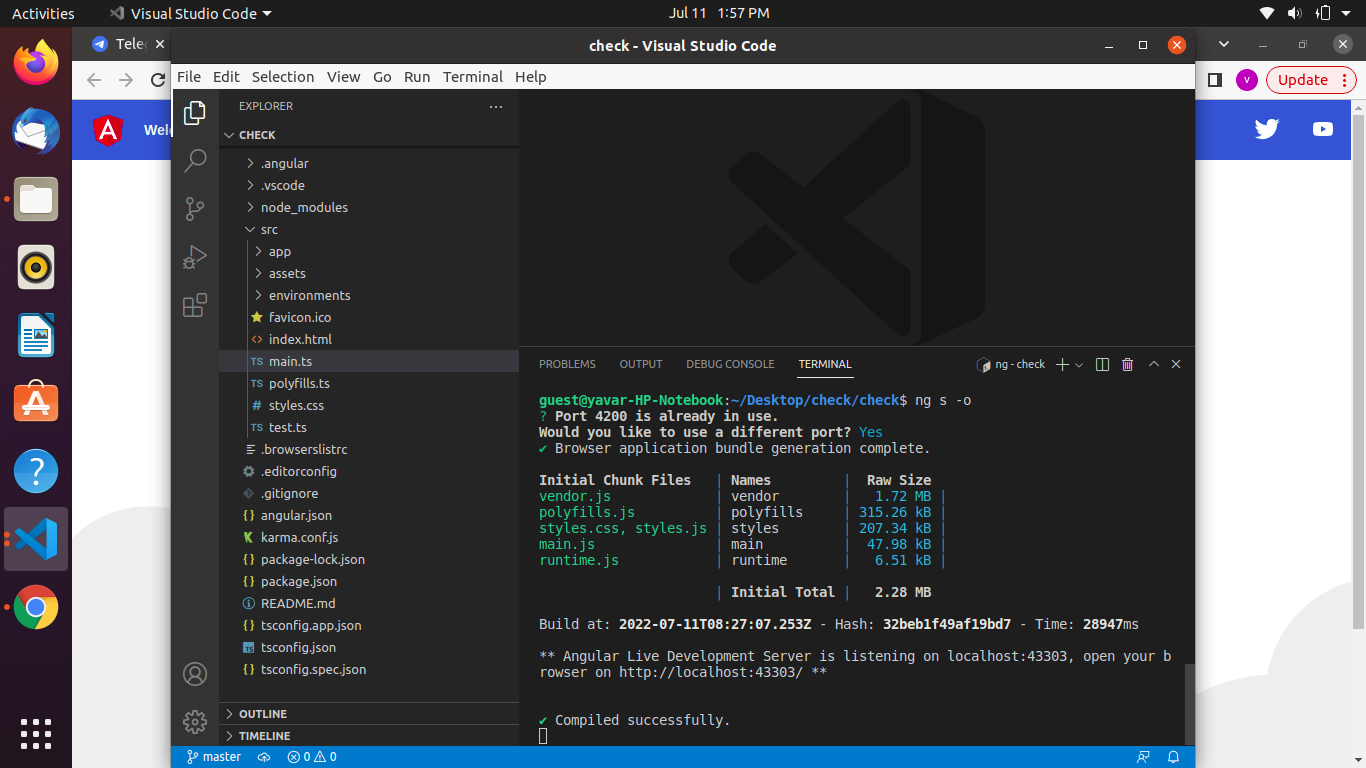 Activities
Visual Studio Code
Jul 11 1:57 PM
Tele
check - Visual Studio Code
File Edit Selection View Go Run Terminal Help
V
Update
EXPLORER
CHECK
.angular
.vscode
node_modules
src
app
assets
environments
favicon.ico
index.html
TS main.ts
TS polyfills.ts
# styles.css
TS test.ts
.browserslistrc
.editorconfig
.gitignore
{} angular.json
karma.conf.js
{} package-lock.json
{} package.json
README.md
{} tsconfig.app.json
TS tsconfig.json
{} tsconfig.spec.json
OUTLINE
TIMELINE
PROBLEMS OUTPUT DEBUG CONSOLE TERMINAL
ng - check
guest@yavar-HP-Notebook:~/Desktop/check/check$ ng s -o
? Port 4200 is already in use.
Would you like to use a different port? Yes
✔ Browser application bundle generation complete.
Initial Chunk Files | Names | Raw Size
vendor.js | vendor | 1.72 MB |
polyfills.js | polyfills | 315.26 kB |
styles.css, styles.js | styles | 207.34 kB |
main.js | main | 47.98 kB |
runtime.js | runtime | 6.51 kB |
| Initial Total | 2.28 MB
Build at: 2022-07-11T08:27:07.253Z - Hash: 32beb1f49af19bd7 - Time: 28947ms
** Angular Live Development Server is listening on localhost:43303, open your b
rowser on http://localhost:43303/ **
✔ Compiled successfully.
master
0 0